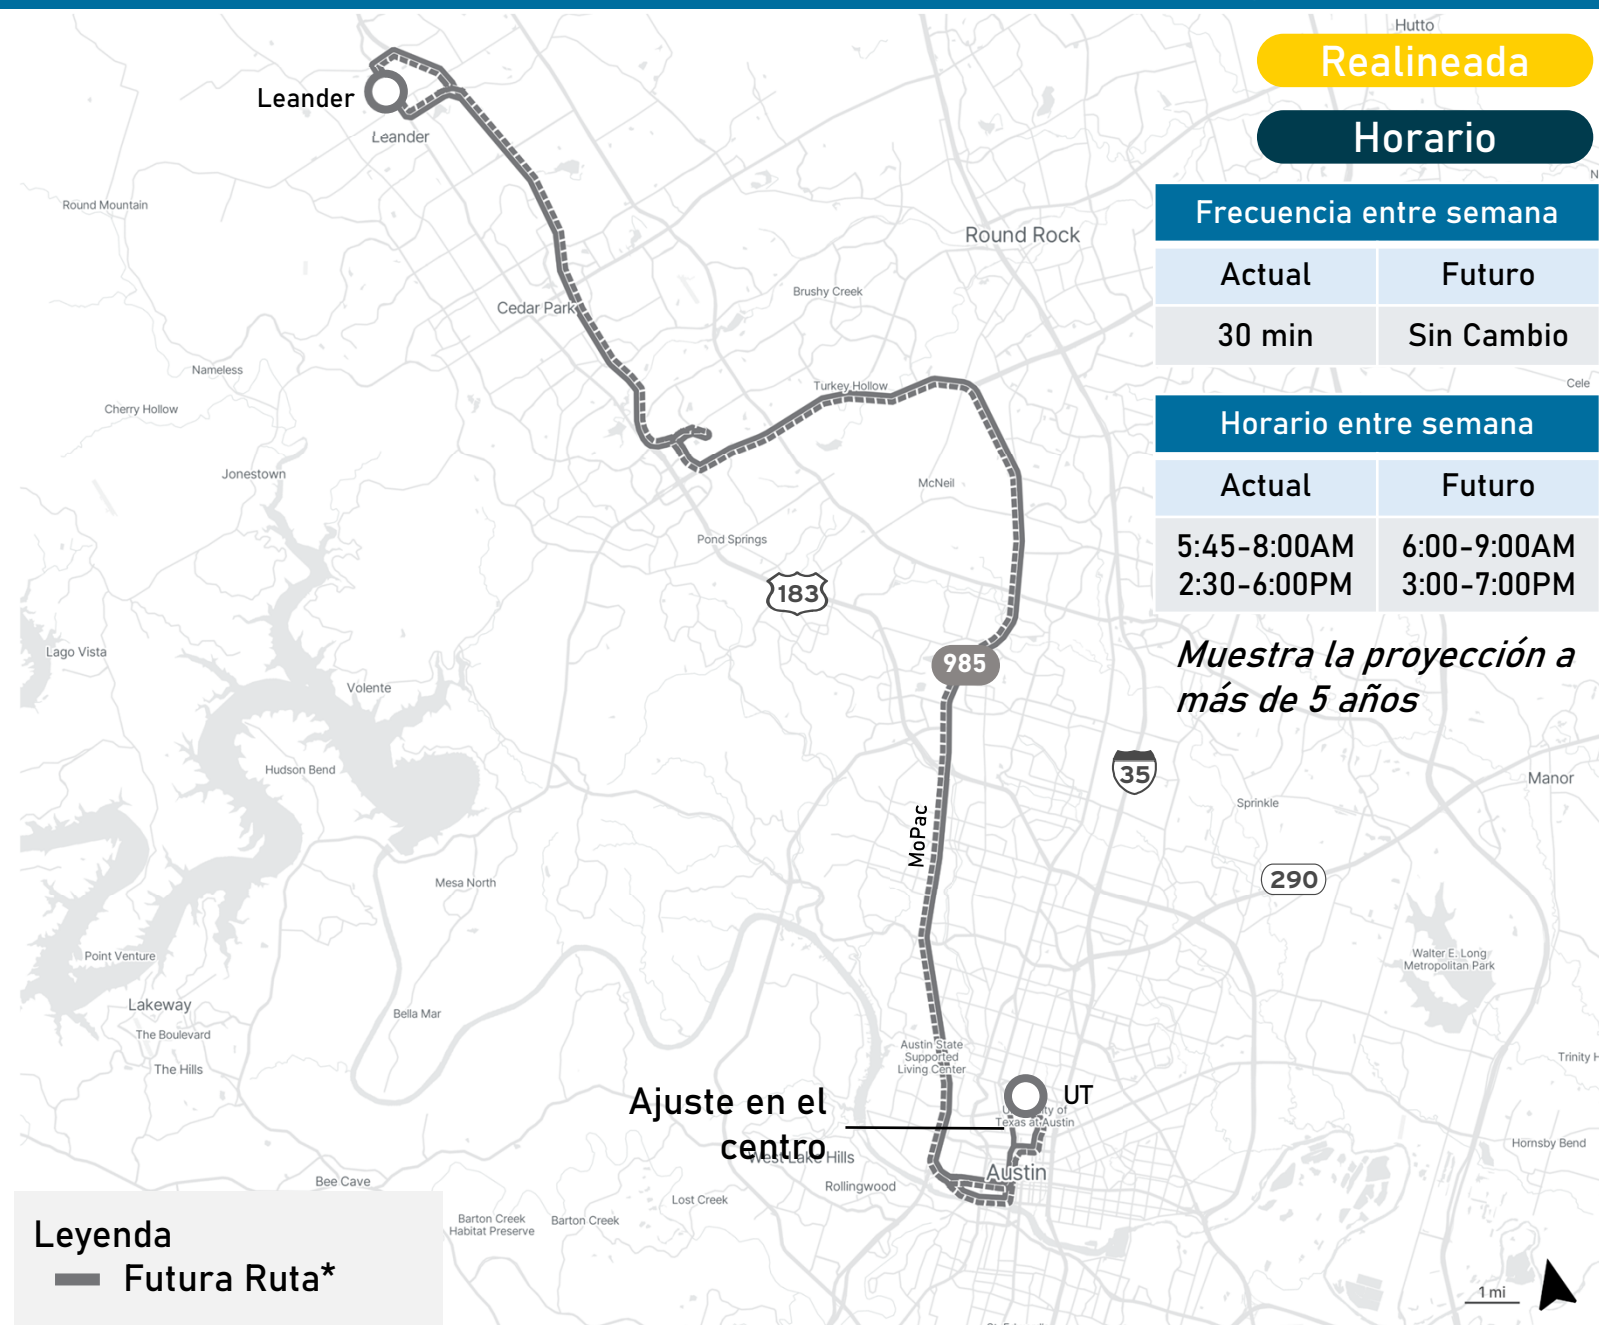 Hutto
Realineada
Horario
Leander
Leander
Round Mountain
Round Rock
Frecuencia entre semana
Actual
Futuro
30 min
Sin Cambio
Brushy Creek
Cedar Park
Nameless
Turkey Hollow
Cele
Cherry Hollow
Horario entre semana
Actual
Futuro
5:45-8:00AM
2:30-6:00PM
6:00-9:00AM
3:00-7:00PM
Jonestown
McNeil
Pond Springs
183
985
Muestra la proyección a
más de 5 años
Lago Vista
Volente
Hudson Bend
35
Manor
Sprinkle
MoPac
290
Mesa North
Point Venture
Walter E. Long
Metropolitan Park
Lakeway
Bella Mar
The Boulevard
The Hills
Austin State
Supported
Living Center
Trinity H
UT
Texas at Austin
Ajuste en el
centro
West Lake Hills
Hornsby Bend
Austin
Rollingwood
Bee Cave
Lost Creek
Barton Creek
Habitat Preserve
Barton Creek
Leyenda
Futura Ruta*
1 mi